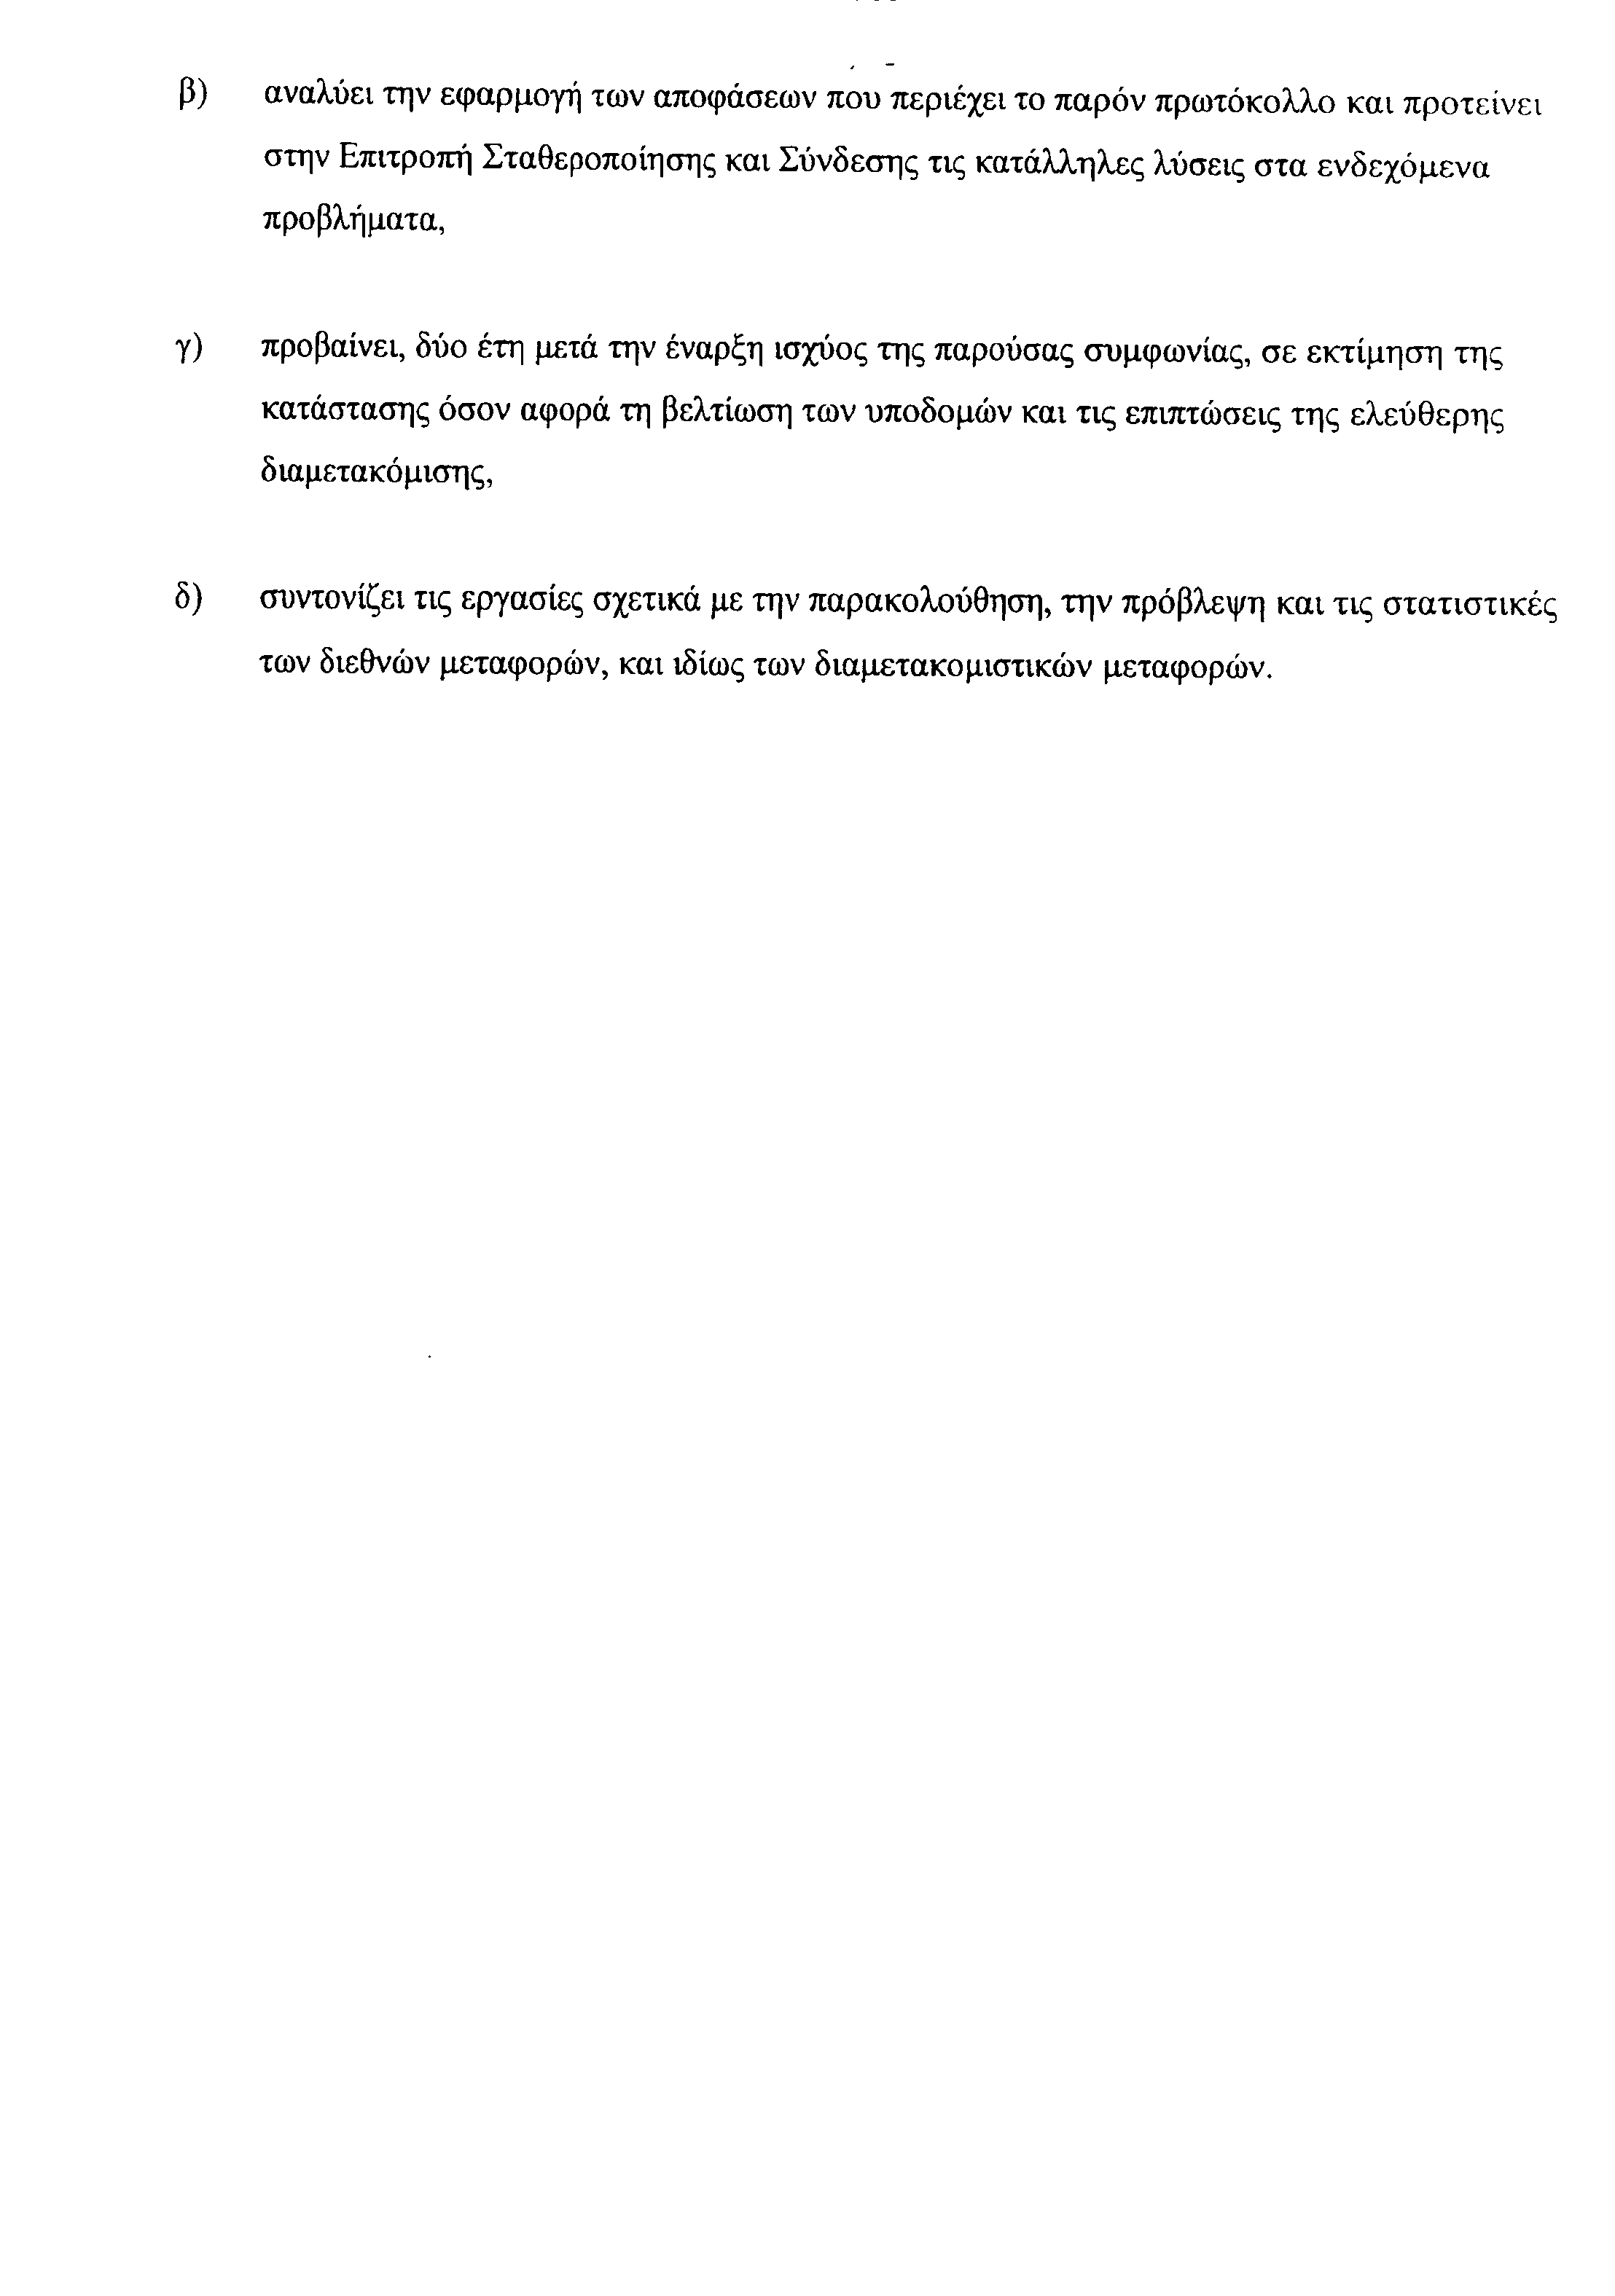 β) αναλύει την εφαρμογή των αποφάσεων που περιέχει το παρόν πρωτόκολλο και προτείνει
στην Επιτροπή Σταθεροποίησης και Σύνδεσης τις κατάλληλες λύσεις στα ενδεχόμενα
προβλήματα,
γ) προβαίνει, δύο έτη μετά την έναρξη ισχύος της παρούσας συμφωνίας, σε εκτίμηση της
κατάστασης όσον αφορά τη βελτίωση των υποδομών και τις επιπτώσεις της ελεύθερης
διαμετακόμισης,
δ) συντονίζει τις εργασίες σχετικά με την παρακολούθηση, την πρόβλεψη και τις στατιστικές
των διεθνών μεταφορών, και ιδίως των διαμετακομιστικών μεταφορών.